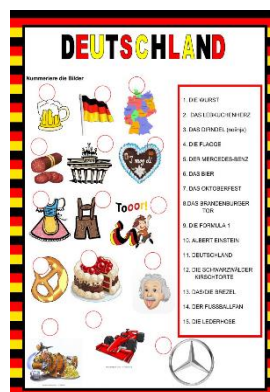 DEUTSCHLAND
Nummeriere die Bilder
1. DIE WURST
2. DAS LEBKUCHENHERZ
3. DAS DIRNDEL
4. DIE FLAGGE
5. DER MERCEDES-BENZ
6. DAS BIER
7. DAS OKTOBERFEST
8.DAS BRANDENBURGER
TOR
9. DIE FORMULA 1
10. ALBERT EINSTEIN
11. DEUTSCHLAND
12. DIE SCHWARZWÄLDER
KIRSCHTORTE
13. DAS/DIE BREZEL
14. DER FUSSBALLFAN
15. DIE LEDERHOSE
Tooor!